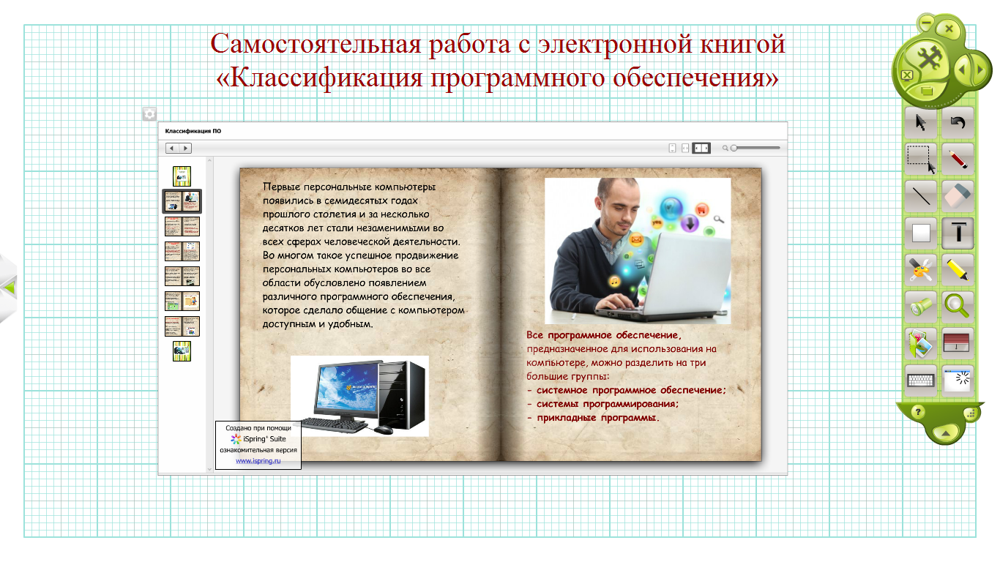 Самостоятельная работа с электронной книгой
«Классификация программного обеспечения»
Классификация ПО
Первые персональные компьютеры
появились в семидесятых годах
прошлого столетия и за несколько
десятков лет стали незаменимыми во
всех сферах человеческой деятельности.
Во многом такое успешное продвижение
персональных компьютеров во все
области обусловлено появлением
различного программного обеспечения,
которое сделало общение с компьютером
доступным и удобным.
Все программное обеспечение,
предназначенное для использования на
компьютере, можно разделить на три
большие группы:
- системное программное обеспечение;
- системы программирования;
- прикладные программы.
Создано при помощи
iSpring Suite
ознакомительная версия
www.ispring.ru
T
?